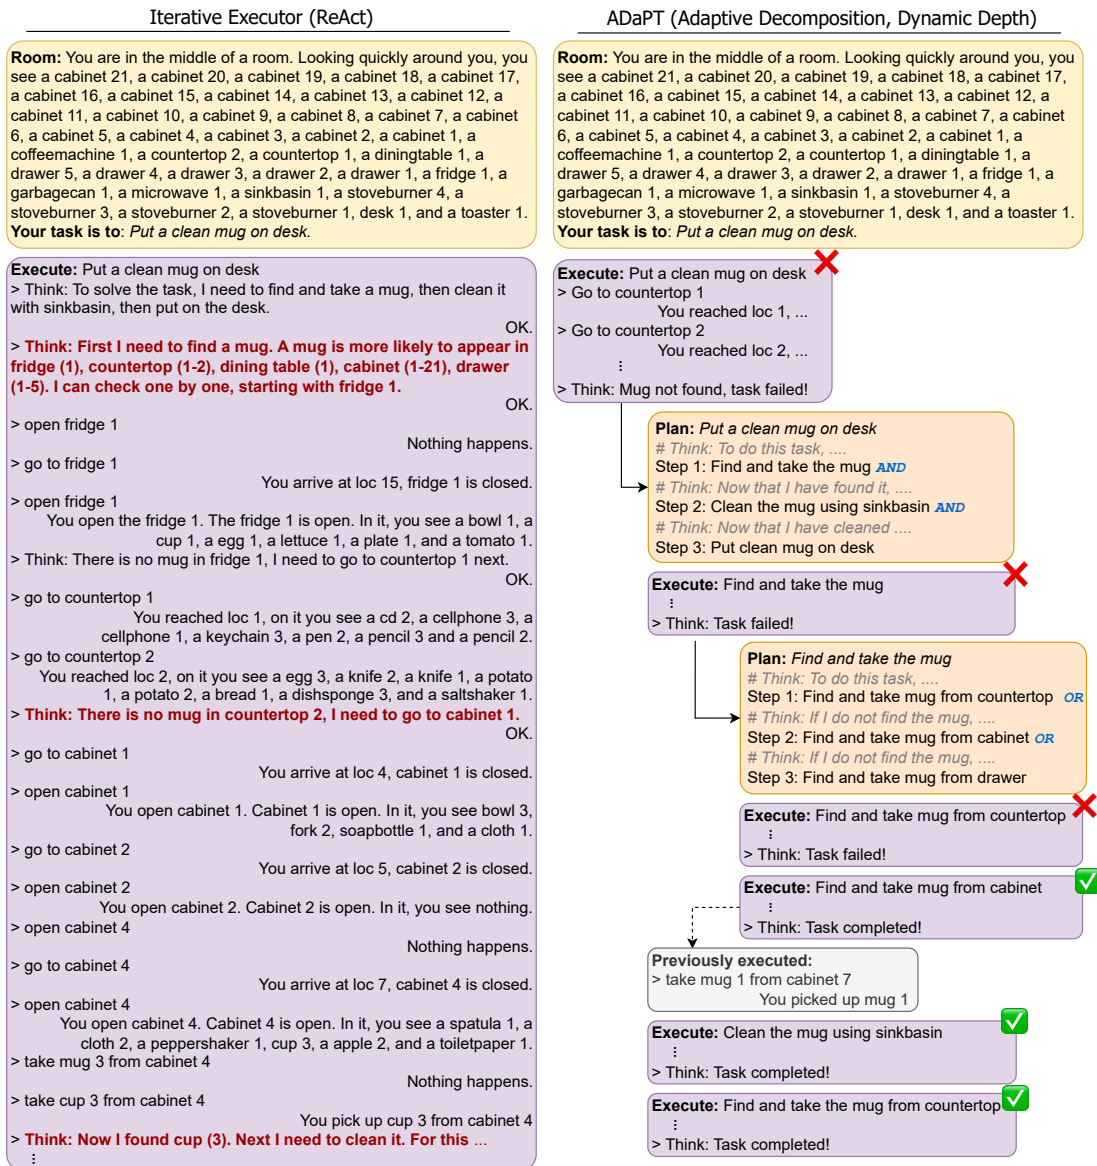 Iterative Executor (ReAct)
Room: You are in the middle of a room. Looking quickly around you, you
see a cabinet 21, a cabinet 20, a cabinet 19, a cabinet 18, a cabinet 17,
a cabinet 16, a cabinet 15, a cabinet 14, a cabinet 13, a cabinet 12, a
cabinet 11, a cabinet 10, a cabinet 9, a cabinet 8, a cabinet 7, a cabinet
6, a cabinet 5, a cabinet 4, a cabinet 3, a cabinet 2, a cabinet 1, a
coffeemachine 1, a countertop 2, a countertop 1, a diningtable 1, a
drawer 5, a drawer 4, a drawer 3, a drawer 2, a drawer 1, a fridge 1, a
garbagecan 1, a microwave 1, a sinkbasin 1, a stoveburner 4, a
stoveburner 3, a stoveburner 2, a stoveburner 1, desk 1, and a toaster 1.
Your task is to: Put a clean mug on desk.
Execute: Put a clean mug on desk
> Think: To solve the task, I need to find and take a mug, then clean it
with sinkbasin, then put on the desk.
OK.
> Think: First I need to find a mug. A mug is more likely to appear in
fridge (1), countertop (1-2), dining table (1), cabinet (1-21), drawer
(1-5). I can check one by one, starting with fridge 1.
OK.
> open fridge 1
Nothing happens.
> go to fridge 1
You arrive at loc 15, fridge 1 is closed.
> open fridge 1
You open the fridge 1. The fridge 1 is open. In it, you see a bowl 1, a
cup 1, a egg 1, a lettuce 1, a plate 1, and a tomato 1.
> Think: There is no mug in fridge 1, I need to go to countertop 1 next.
OK.
> go to countertop 1
You reached loc 1, on it you see a cd 2, a cellphone 3, a
cellphone 1, a keychain 3, a pen 2, a pencil 3 and a pencil 2.
> go to countertop 2
You reached loc 2, on it you see a egg 3, a knife 2, a knife 1, a potato
1, a potato 2, a bread 1, a dishsponge 3, and a saltshaker 1.
> Think: There is no mug in countertop 2, I need to go to cabinet 1.
OK.
> go to cabinet 1
You arrive at loc 4, cabinet 1 is closed.
> open cabinet 1
You open cabinet 1. Cabinet 1 is open. In it, you see bowl 3,
fork 2, soapbottle 1, and a cloth 1.
> go to cabinet 2
You arrive at loc 5, cabinet 2 is closed.
> open cabinet 2
You open cabinet 2. Cabinet 2 is open. In it, you see nothing.
> open cabinet 4
Nothing happens.
> go to cabinet 4
You arrive at loc 7, cabinet 4 is closed.
> open cabinet 4
You open cabinet 4. Cabinet 4 is open. In it, you see a spatula 1, a
cloth 2, a peppershaker 1, cup 3, a apple 2, and a toiletpaper 1.
> take mug 3 from cabinet 4
Nothing happens.
> take cup 3 from cabinet 4
You pick up cup 3 from cabinet 4
> Think: Now I found cup (3). Next I need to clean it. For this ...
⋮
ADaPT (Adaptive Decomposition, Dynamic Depth)
Room: You are in the middle of a room. Looking quickly around you, you
see a cabinet 21, a cabinet 20, a cabinet 19, a cabinet 18, a cabinet 17,
a cabinet 16, a cabinet 15, a cabinet 14, a cabinet 13, a cabinet 12, a
cabinet 11, a cabinet 10, a cabinet 9, a cabinet 8, a cabinet 7, a cabinet
6, a cabinet 5, a cabinet 4, a cabinet 3, a cabinet 2, a cabinet 1, a
coffeemachine 1, a countertop 2, a countertop 1, a diningtable 1, a
drawer 5, a drawer 4, a drawer 3, a drawer 2, a drawer 1, a fridge 1, a
garbagecan 1, a microwave 1, a sinkbasin 1, a stoveburner 4, a
stoveburner 3, a stoveburner 2, a stoveburner 1, desk 1, and a toaster 1.
Your task is to: Put a clean mug on desk.
Execute: Put a clean mug on desk
> Go to countertop 1
You reached loc 1, ...
> Go to countertop 2
You reached loc 2, ...
⋮
> Think: Mug not found, task failed!
Plan: Put a clean mug on desk
# Think: To do this task, ....
Step 1: Find and take the mug AND
# Think: Now that I have found it, ....
Step 2: Clean the mug using sinkbasin AND
# Think: Now that I have cleaned ....
Step 3: Put clean mug on desk
Execute: Find and take the mug
⋮
> Think: Task failed!
Plan: Find and take the mug
# Think: To do this task, ....
Step 1: Find and take mug from countertop OR
# Think: If I do not find the mug, ....
Step 2: Find and take mug from cabinet OR
# Think: If I do not find the mug, ....
Step 3: Find and take mug from drawer
Execute: Find and take mug from countertop
⋮
> Think: Task failed!
Execute: Find and take mug from cabinet
⋮
> Think: Task completed!
Previously executed:
> take mug 1 from cabinet 7
You picked up mug 1
Execute: Clean the mug using sinkbasin
⋮
> Think: Task completed!
Execute: Find and take the mug from countertop
⋮
> Think: Task completed!